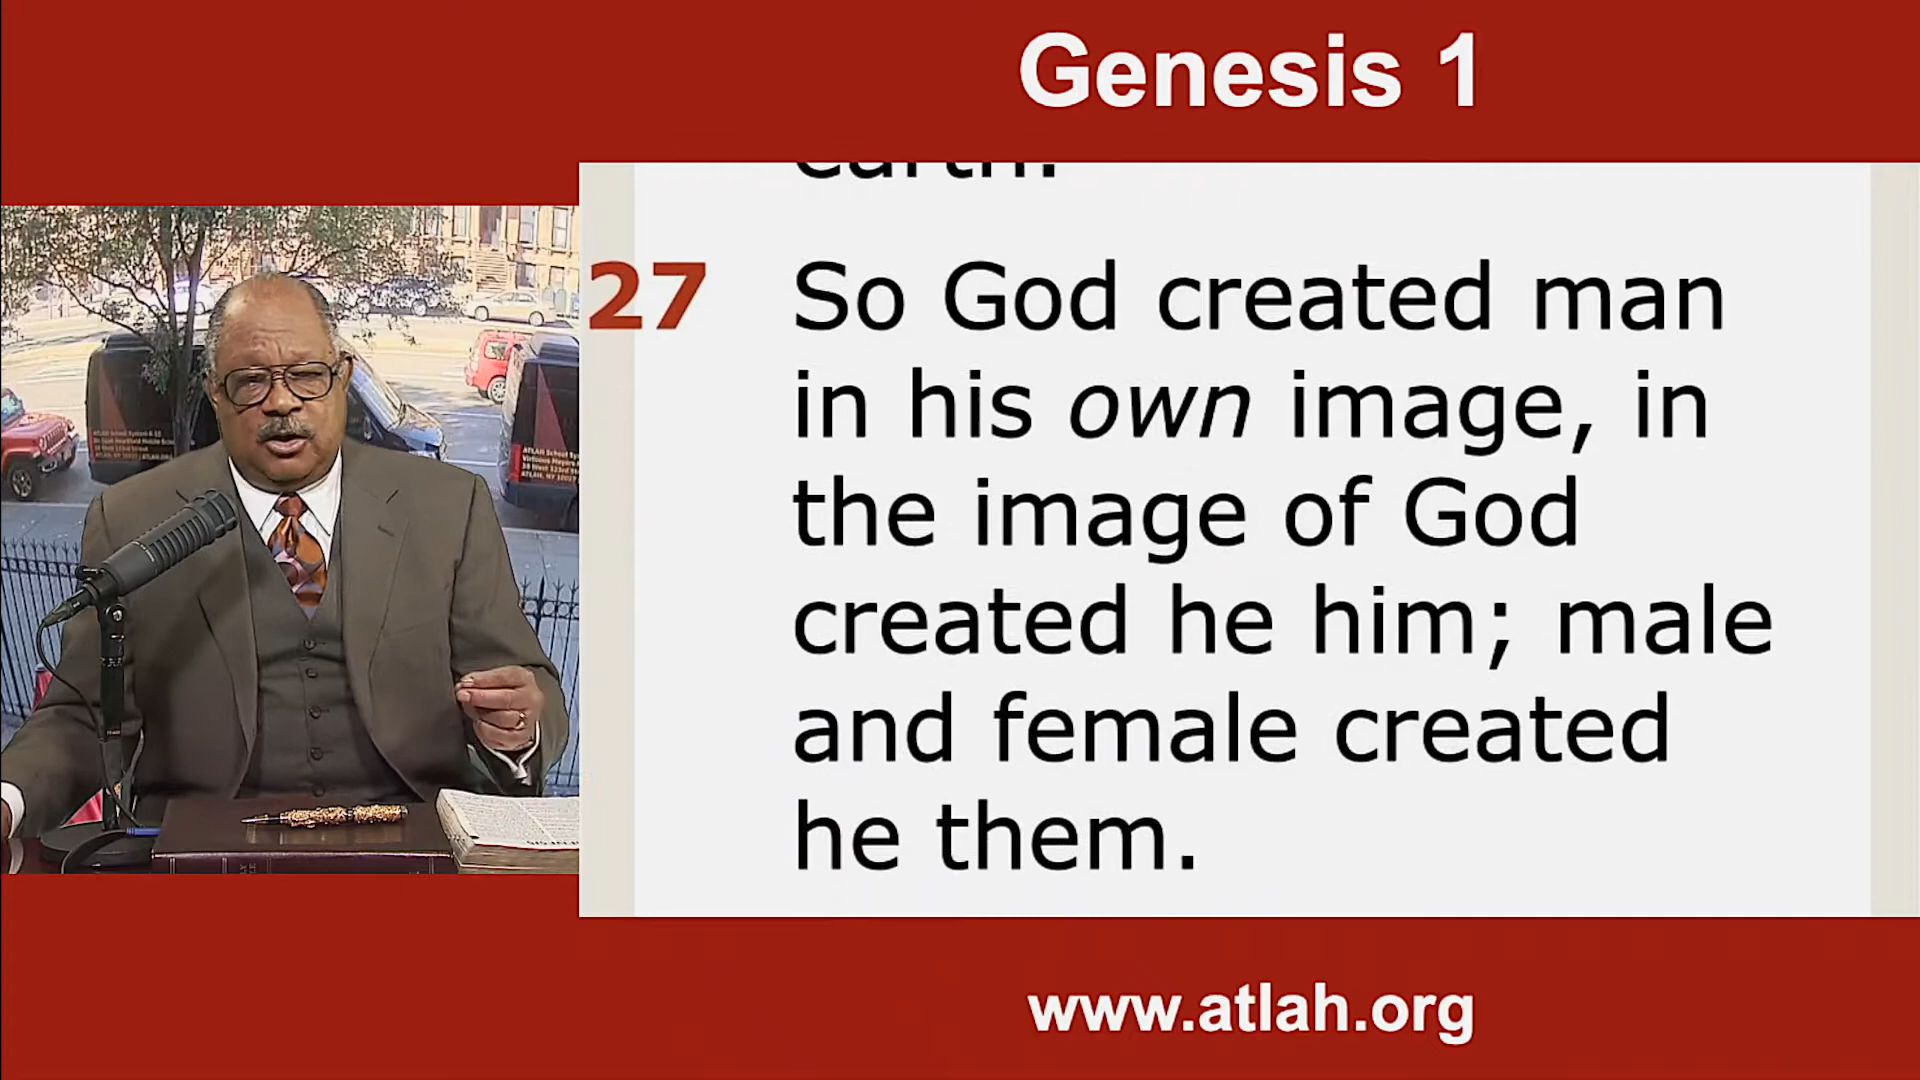 Genesis 1
earth.
27 So God created man
in his own image, in
the image of God
created he him; male
and female created
he them.
www.atlah.org